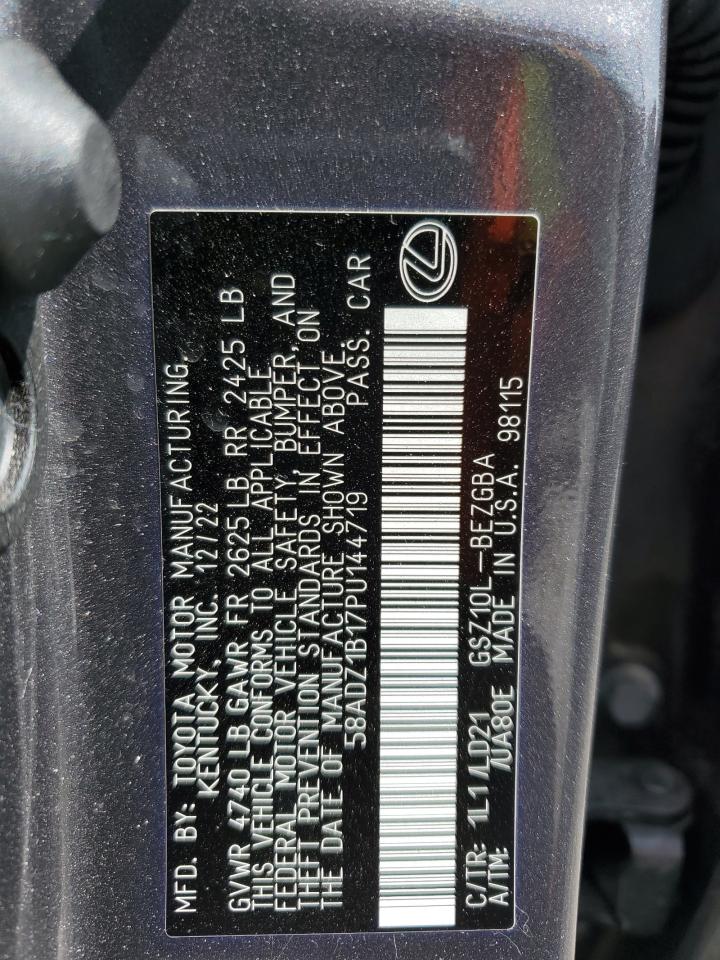 MFD. BY: TOYOTA MOTOR MANUFACTURING,
KENTUCKY, INC. 12/22
GVWR 4740 LB GAWR FR 2625 LB RR 2425 LB
THIS VEHICLE CONFORMS TO ALL APPLICABLE
FEDERAL MOTOR VEHICLE SAFETY, BUMPER, AND
THEFT PREVENTION STANDARDS IN EFFECT ON
THE DATE OF MANUFACTURE SHOWN ABOVE.
58ADZ1B17PU144719 PASS. CAR
C/TR: 1L1/LD21 GSZ10L-BEZGBA
A/TM: /UA80E MADE IN U.S.A. 98115